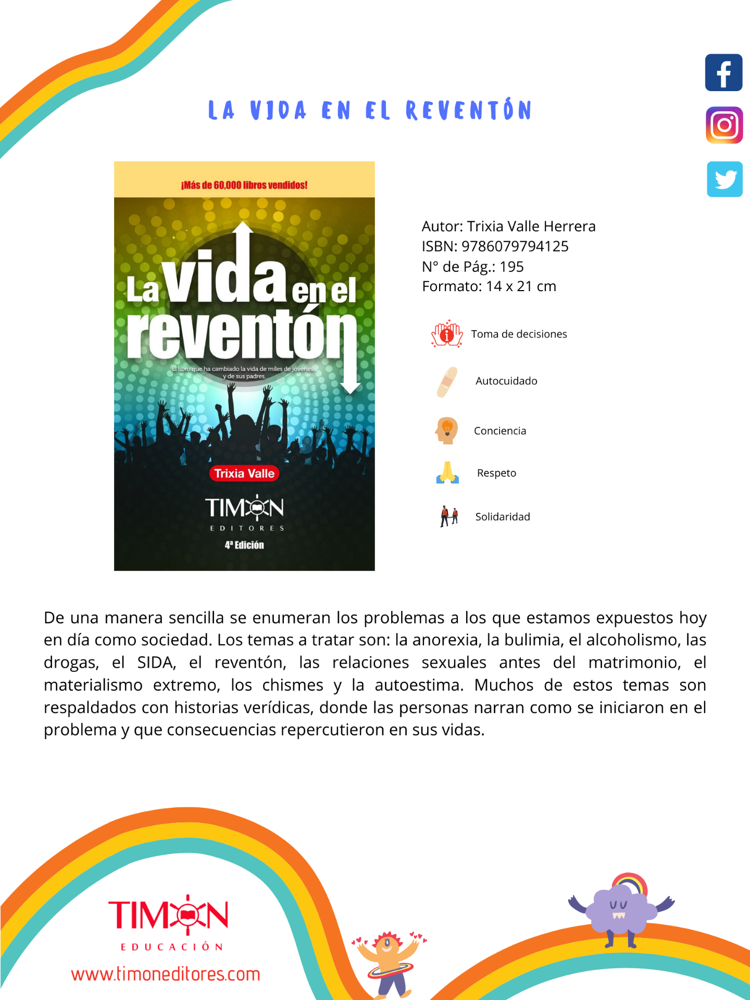 LA VIDA EN EL REVENTÓN
¡Más de 60,000 libros vendidos!
La vida en el
reventón
El libro que ha cambiado la vida de miles de jóvenes
y de sus padres.
Trixia Valle
TIMON
EDITORES
4ª Edición
Autor: Trixia Valle Herrera
ISBN: 9786079794125
N° de Pág.: 195
Formato: 14 x 21 cm
Toma de decisiones
Autocuidado
Conciencia
Respeto
Solidaridad
De una manera sencilla se enumeran los problemas a los que estamos expuestos hoy
en día como sociedad. Los temas a tratar son: la anorexia, la bulimia, el alcoholismo, las
drogas, el SIDA, el reventón, las relaciones sexuales antes del matrimonio, el
materialismo extremo, los chismes y la autoestima. Muchos de estos temas son
respaldados con historias verídicas, donde las personas narran como se iniciaron en el
problema y que consecuencias repercutieron en sus vidas.
TIMON
EDUCACIÓN
www.timoneditores.com